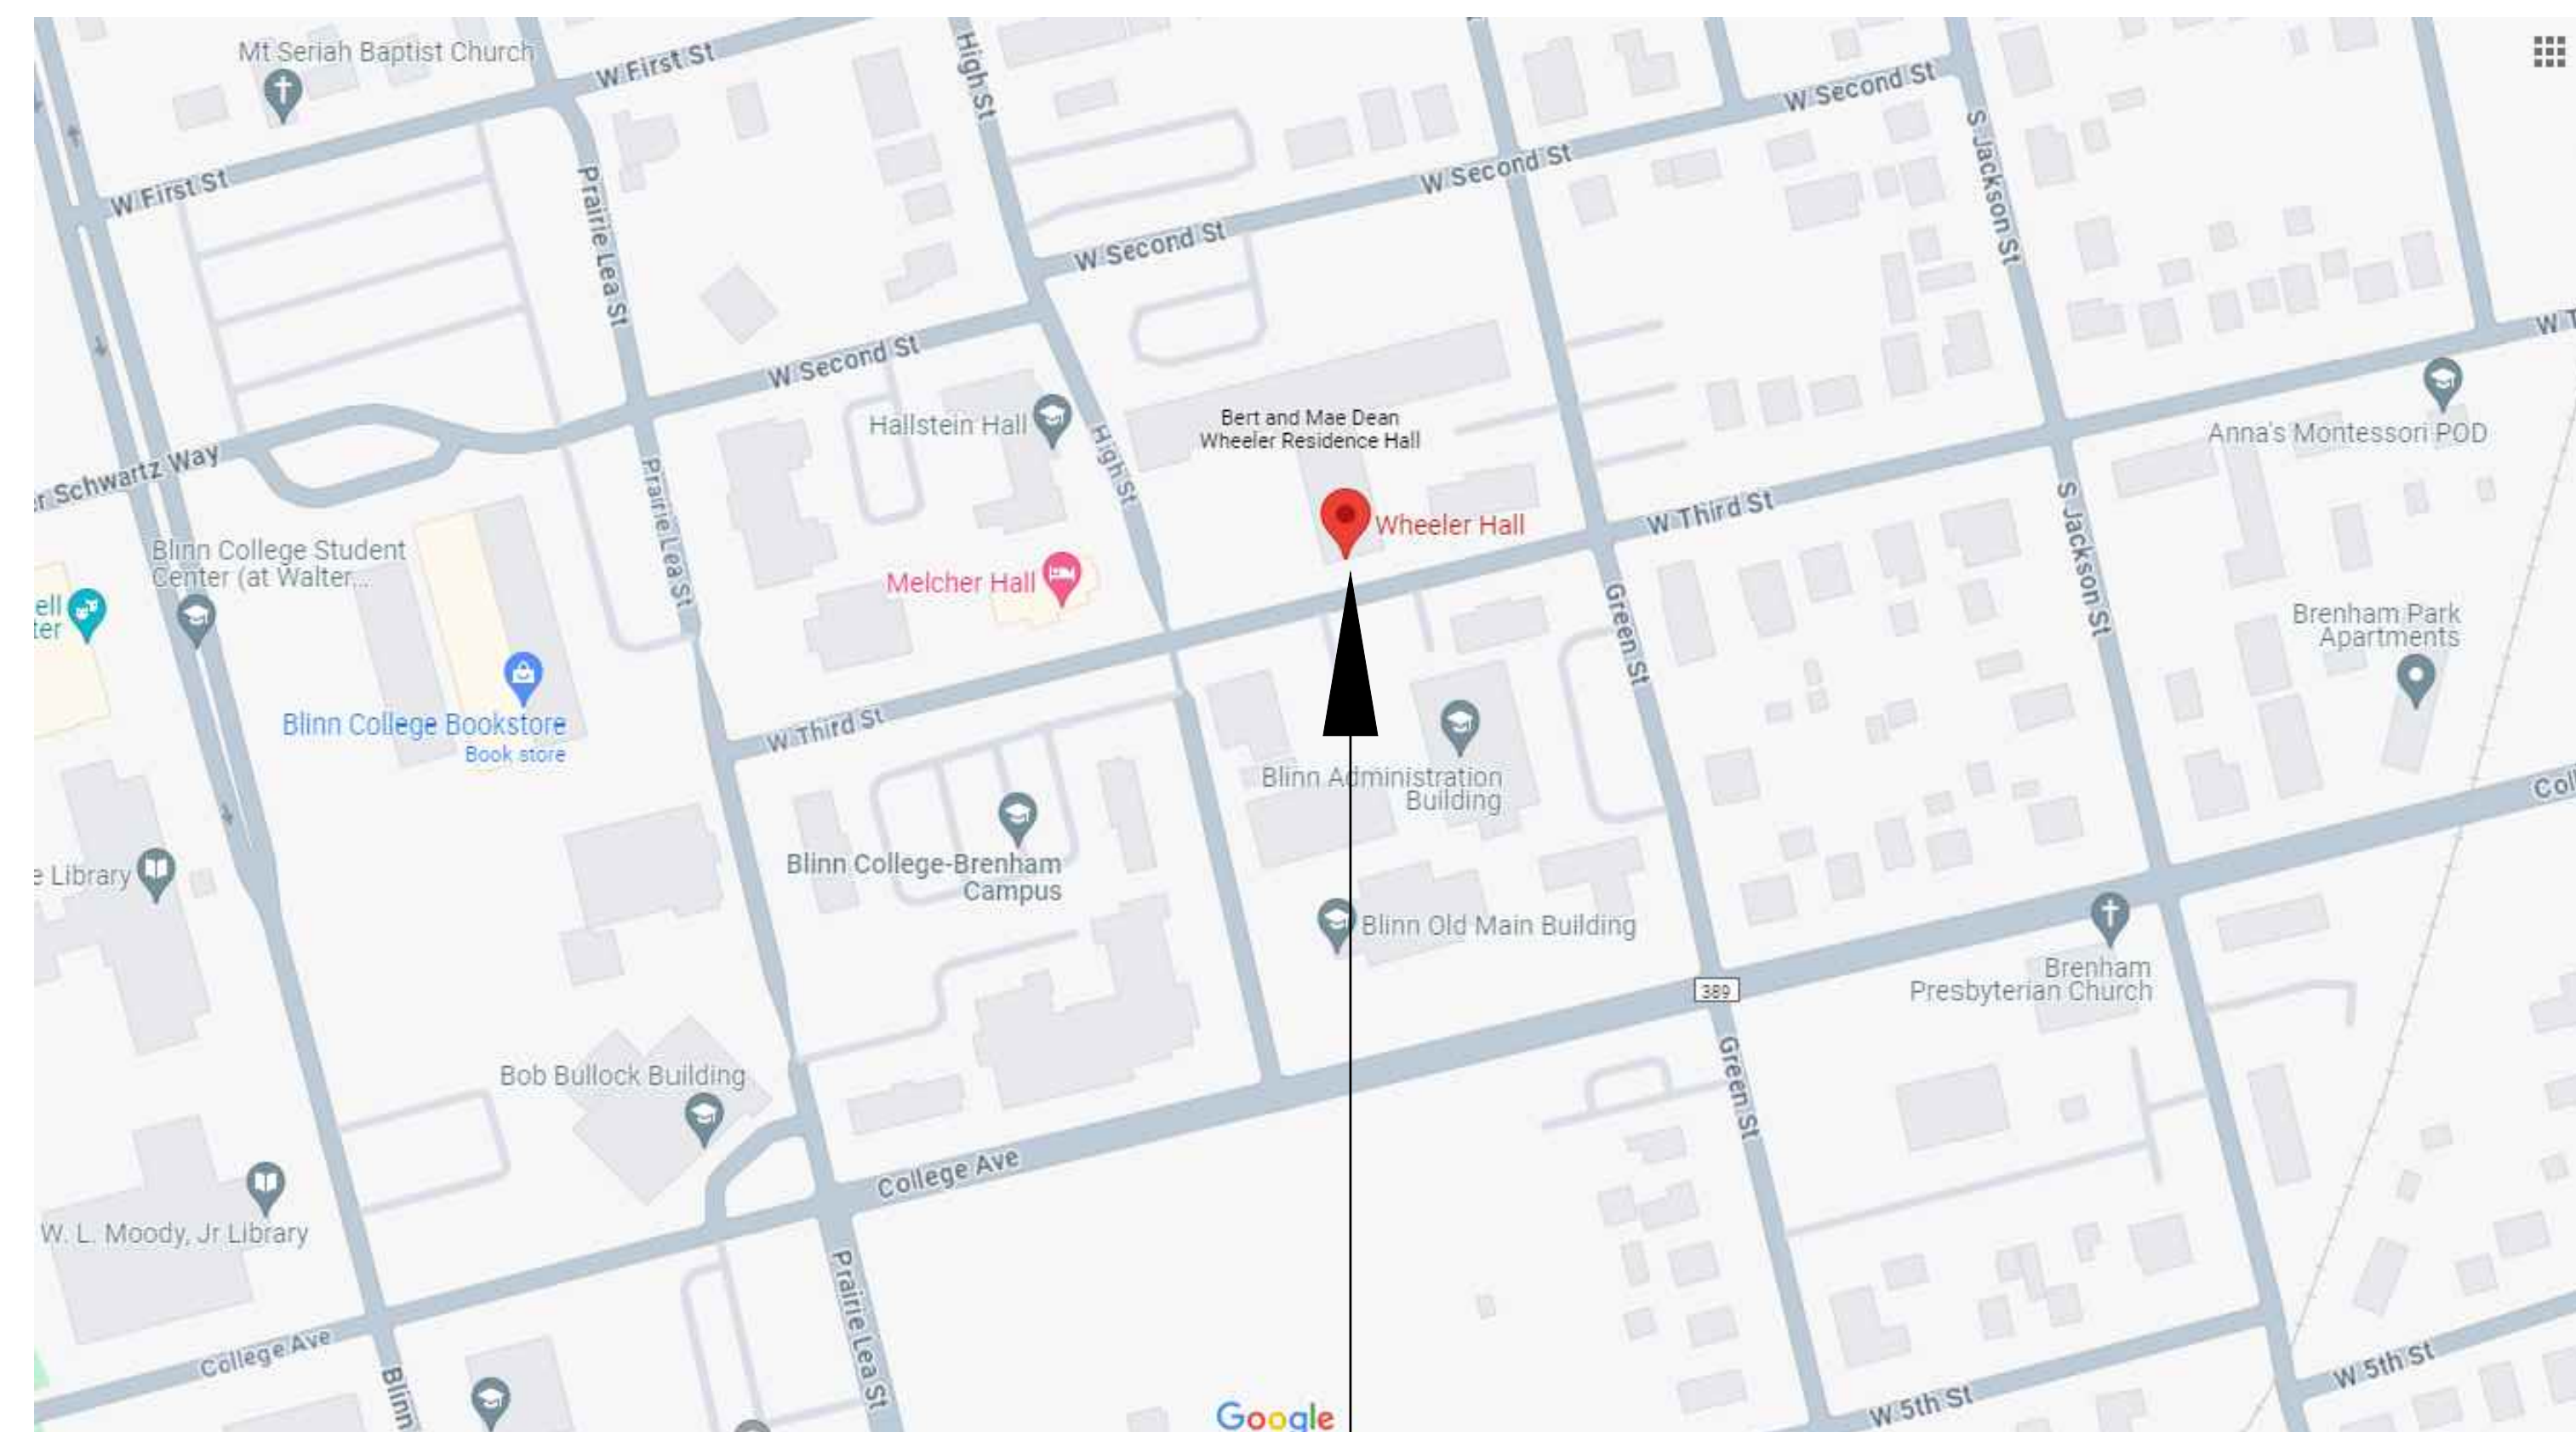 Mt Seriah Baptist Church
W First St
High St
W Second St
W First St
Prairie Lea St
W Second St
W Second St
S Jackson St
W Second St
W T
Hallstein Hall
High St
Bert and Mae Dean
Wheeler Residence Hall
Anna's Montessori POD
r Schwartz Way
Prairie Lea St
Wheeler Hall
W Third St
S Jackson St
Blinn College Student
Center (at Walter...
Melcher Hall
ell
ter
Green St
Brenham Park
Apartments
Blinn College Bookstore
Book store
W Third St
Blinn Administration
Building
Col
e Library
Blinn College-Brenham
Campus
Blinn Old Main Building
Brenham
Presbyterian Church
389
Bob Bullock Building
Green St
College Ave
W. L. Moody, Jr Library
Prairie Lea St
College Ave
Blinn
Google
W 5th St
W 5th St